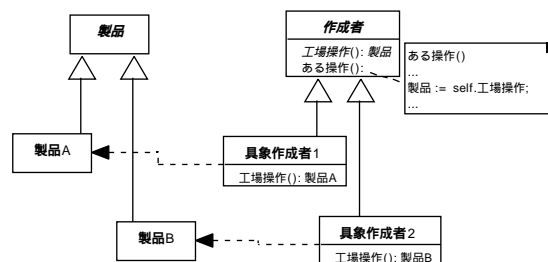 製品
作成者
工場操作(): 製品
ある操作():
ある操作()
...
製品 := self.工場操作;
...
製品A
具象作成者1
工場操作(): 製品A
製品B
具象作成者2
工場操作(): 製品B